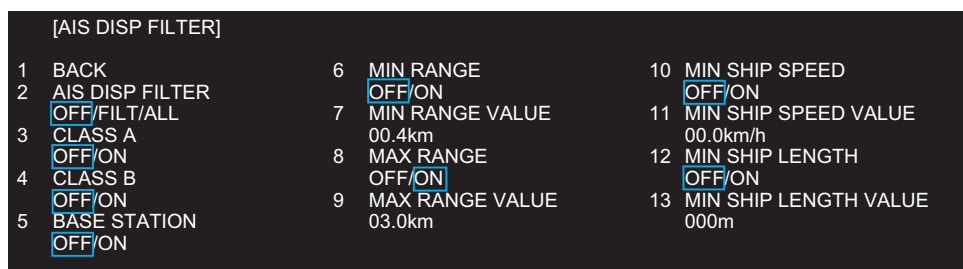 [AIS DISP FILTER]
1 BACK
2 AIS DISP FILTER
OFF/FILT/ALL
3 CLASS A
OFF/ON
4 CLASS B
OFF/ON
5 BASE STATION
OFF/ON
6 MIN RANGE
OFF/ON
7 MIN RANGE VALUE
00.4km
8 MAX RANGE
OFF/ON
9 MAX RANGE VALUE
03.0km
10 MIN SHIP SPEED
OFF/ON
11 MIN SHIP SPEED VALUE
00.0km/h
12 MIN SHIP LENGTH
OFF/ON
13 MIN SHIP LENGTH VALUE
000m